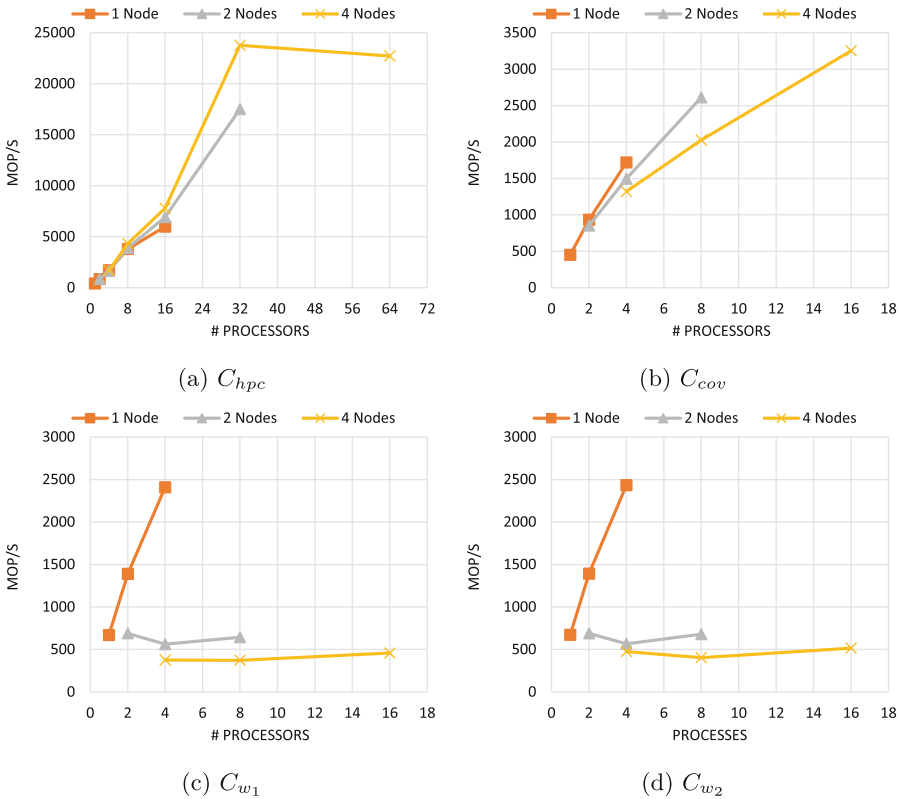 1 Node 2 Nodes 4 Nodes
25000
20000
15000
10000
5000
0
MOP/S
0 8 16 24 32 40 48 56 64 72
# PROCESSORS
(a) C_hpc
1 Node 2 Nodes 4 Nodes
3500
3000
2500
2000
1500
1000
500
0
MOP/S
0 2 4 6 8 10 12 14 16 18
# PROCESSORS
(b) C_cov
1 Node 2 Nodes 4 Nodes
3000
2500
2000
1500
1000
500
0
MOP/S
0 2 4 6 8 10 12 14 16 18
# PROCESSORS
(c) C_w1
1 Node 2 Nodes 4 Nodes
3000
2500
2000
1500
1000
500
0
MOP/S
0 2 4 6 8 10 12 14 16 18
PROCESSES
(d) C_w2